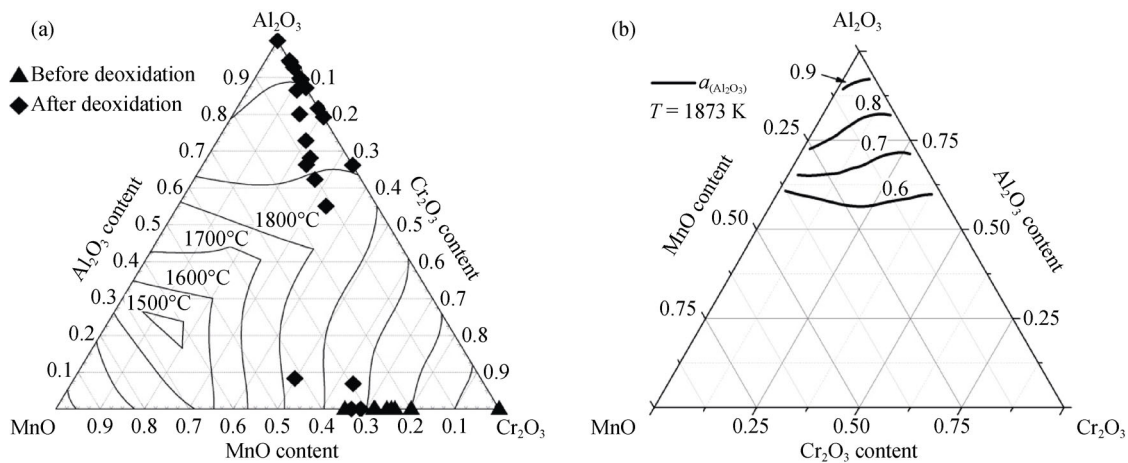 (a)
Al₂O₃
▲ Before deoxidation
◆ After deoxidation
0.9
0.1
0.8
0.2
0.7
0.3
0.6
0.4
0.5
0.5
0.4
0.6
0.3
0.7
0.2
0.8
0.1
0.9
Al₂O₃ content
Cr₂O₃ content
1800°C
1700°C
1600°C
1500°C
MnO
0.9 0.8 0.7 0.6 0.5 0.4 0.3 0.2 0.1
Cr₂O₃
MnO content
(b)
Al₂O₃
a(Al₂O₃)
T = 1873 K
0.9
0.8
0.7
0.6
0.25
0.50
0.75
MnO content
0.75
0.50
0.25
Al₂O₃ content
MnO
0.25 0.50 0.75
Cr₂O₃
Cr₂O₃ content